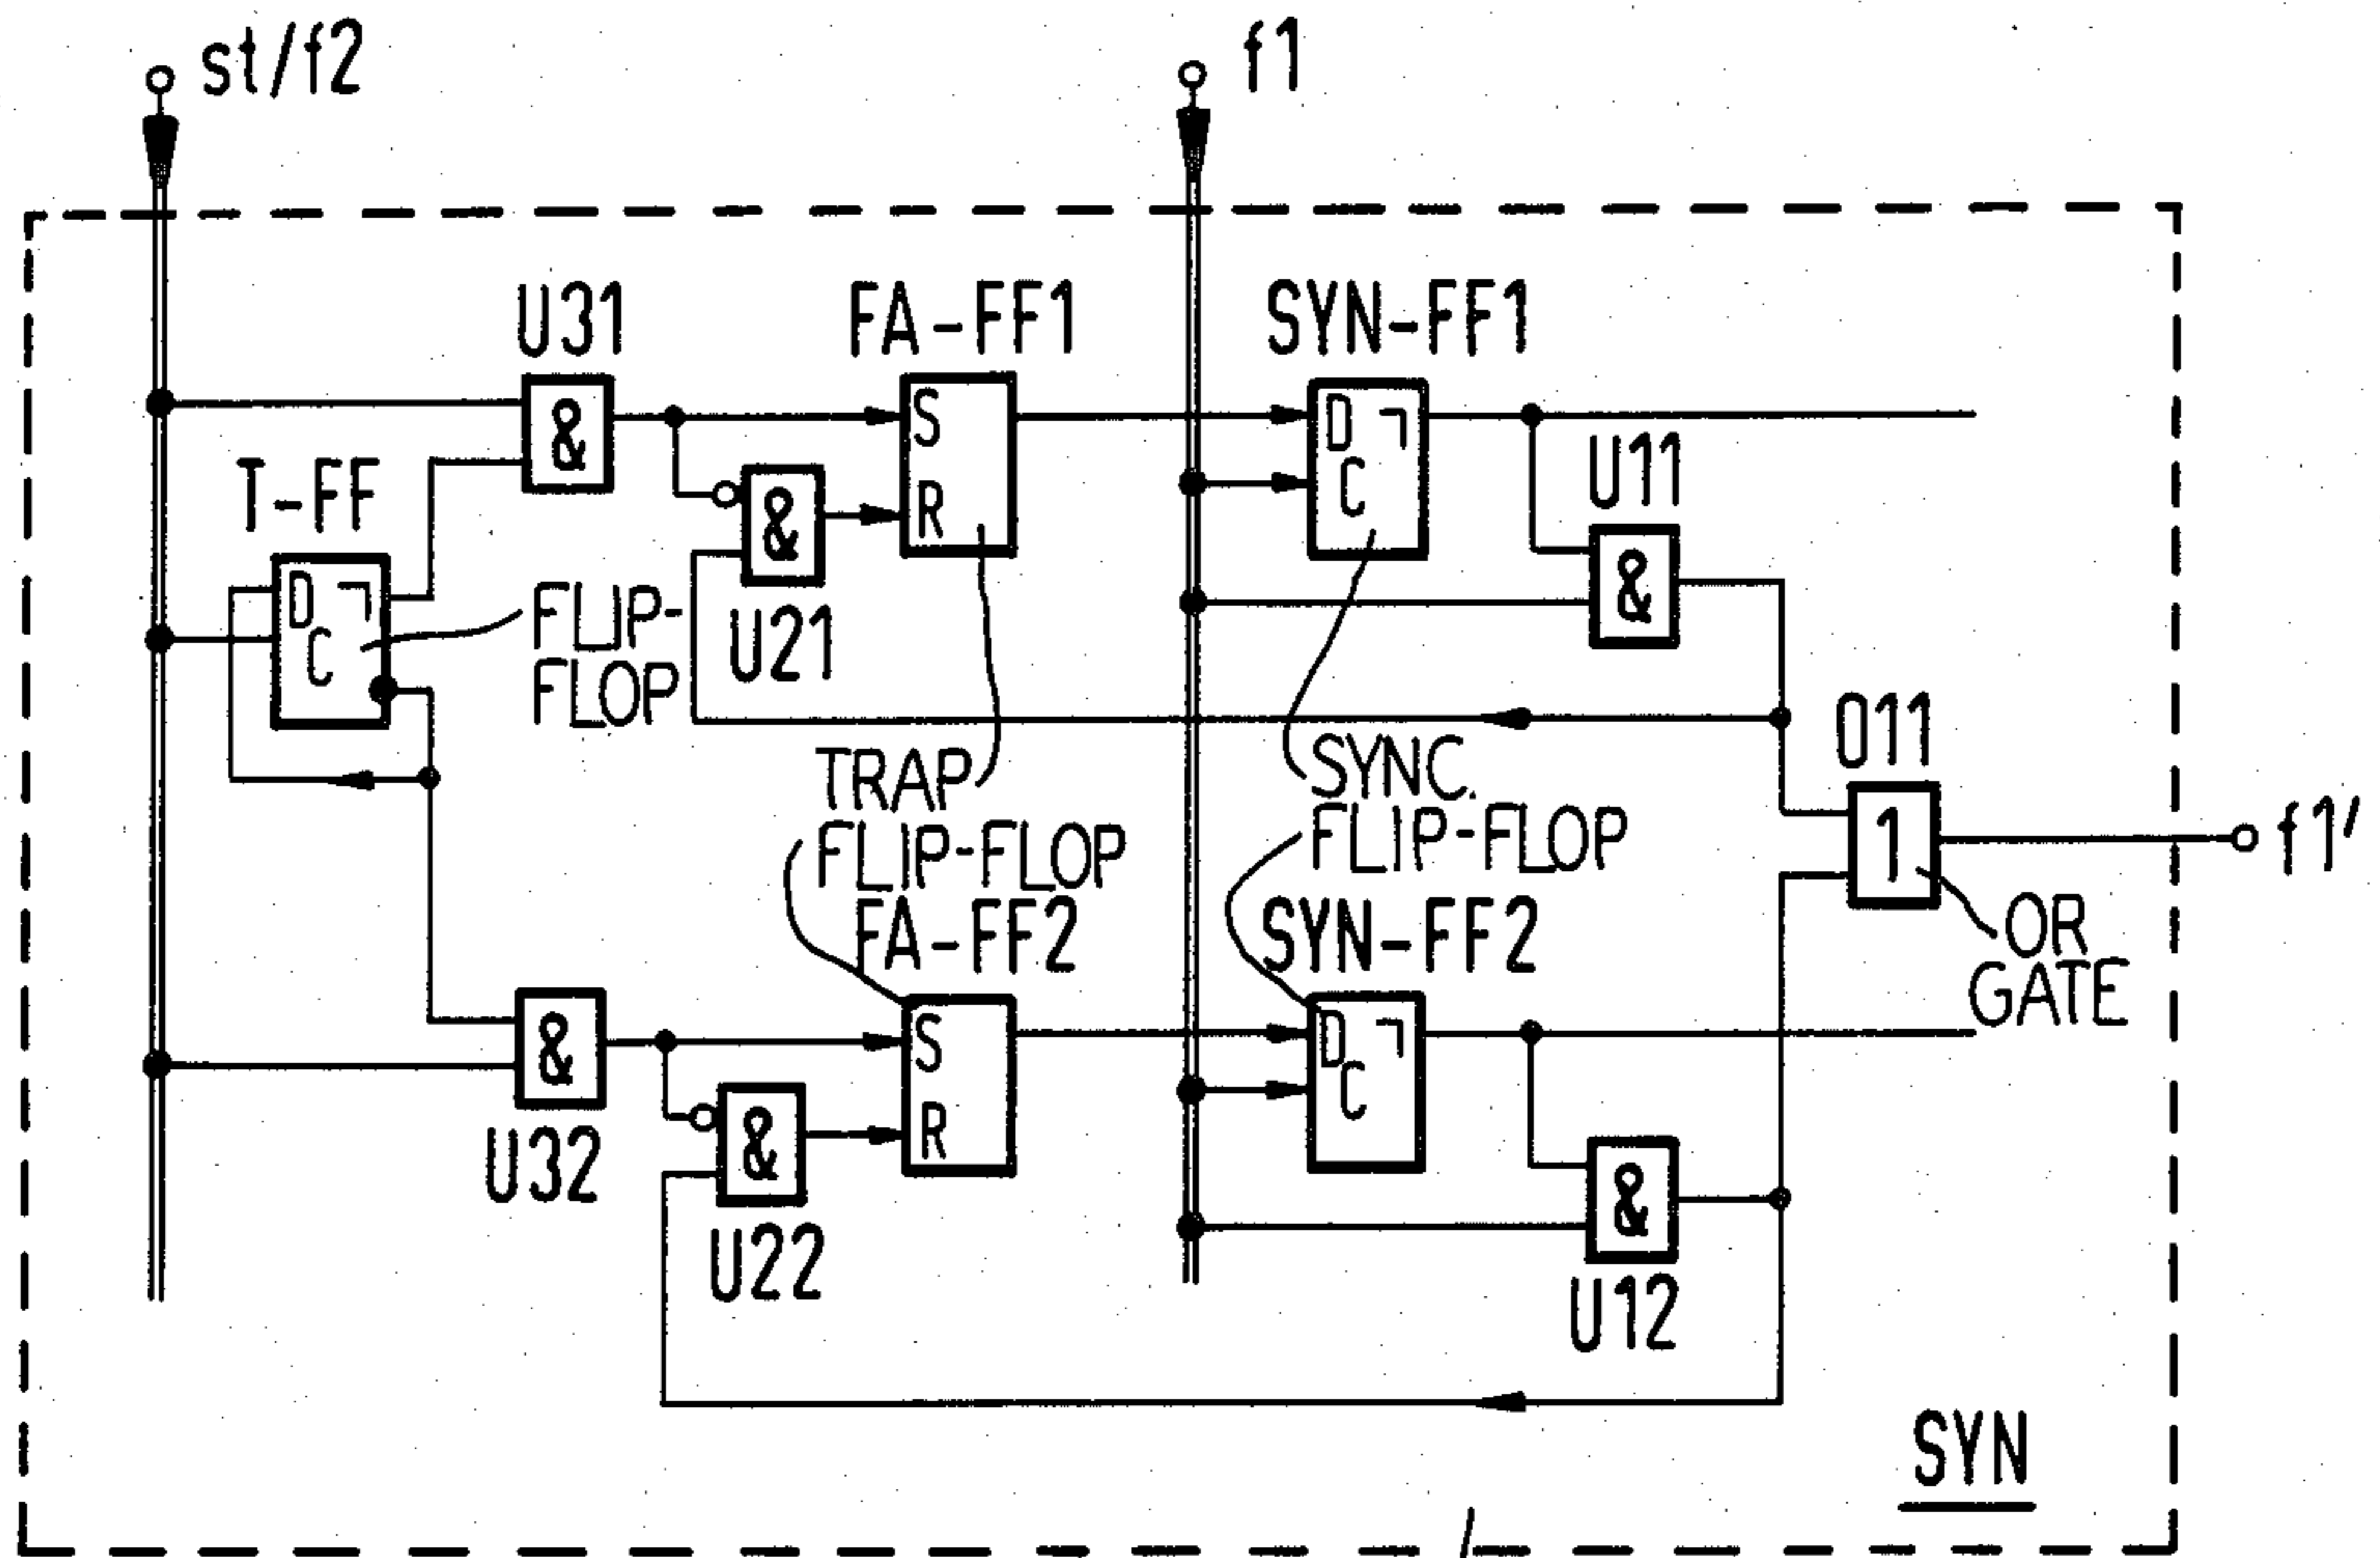 st/f2
f1
U31
FA-FF1
SYN-FF1
&
S
R
D
C
U11
T-FF
&
&
D
C
FLIP-
FLOP
U21
TRAP
FLIP-FLOP
SYNC.
FLIP-FLOP
O11
1
f1'
OR
GATE
FA-FF2
SYN-FF2
&
S
R
D
C
U32
&
&
U22
U12
SYN